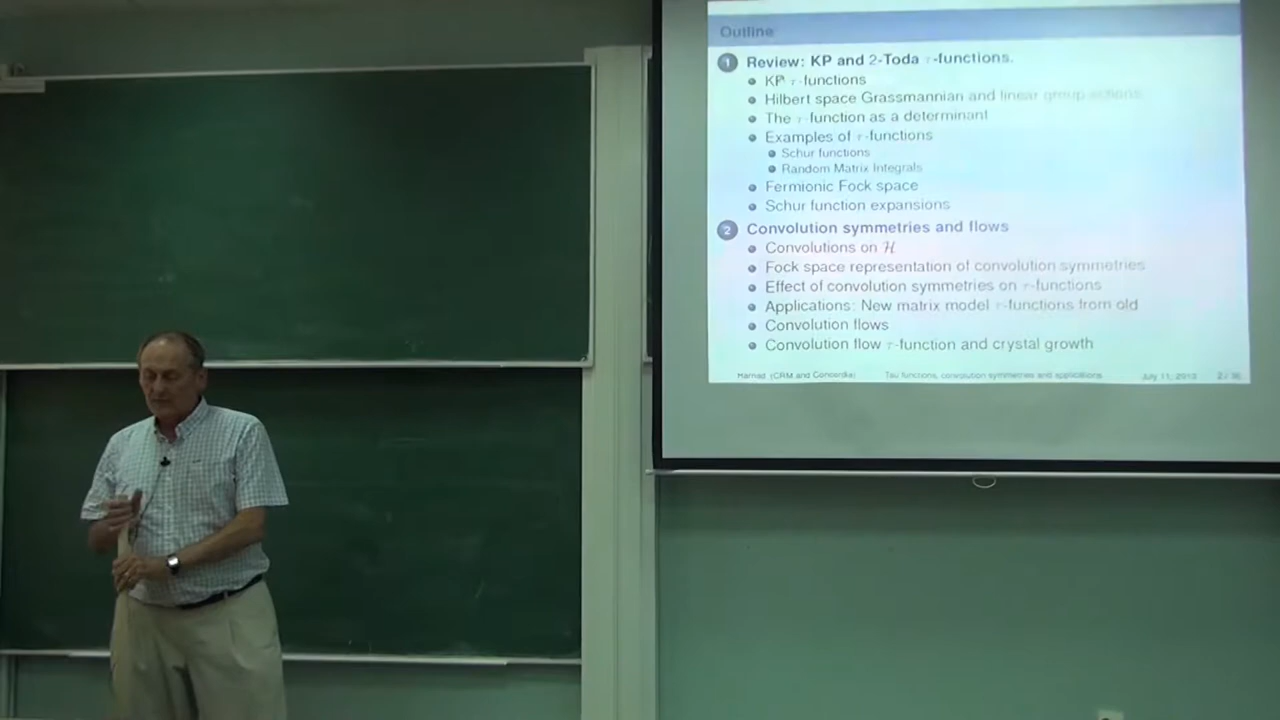 Outline
1 Review: KP and 2-Toda τ-functions.
KP τ-functions
Hilbert space Grassmannian and linear group actions
The τ-function as a determinant
Examples of τ-functions
Schur functions
Random Matrix Integrals
Fermionic Fock space
Schur function expansions
2 Convolution symmetries and flows
Convolutions on ℋ
Fock space representation of convolution symmetries
Effect of convolution symmetries on τ-functions
Applications: New matrix model τ-functions from old
Convolution flows
Convolution flow τ-function and crystal growth
Harnad (CRM and Concordia) Tau functions, convolution symmetries and applications July 11, 2013 2 /